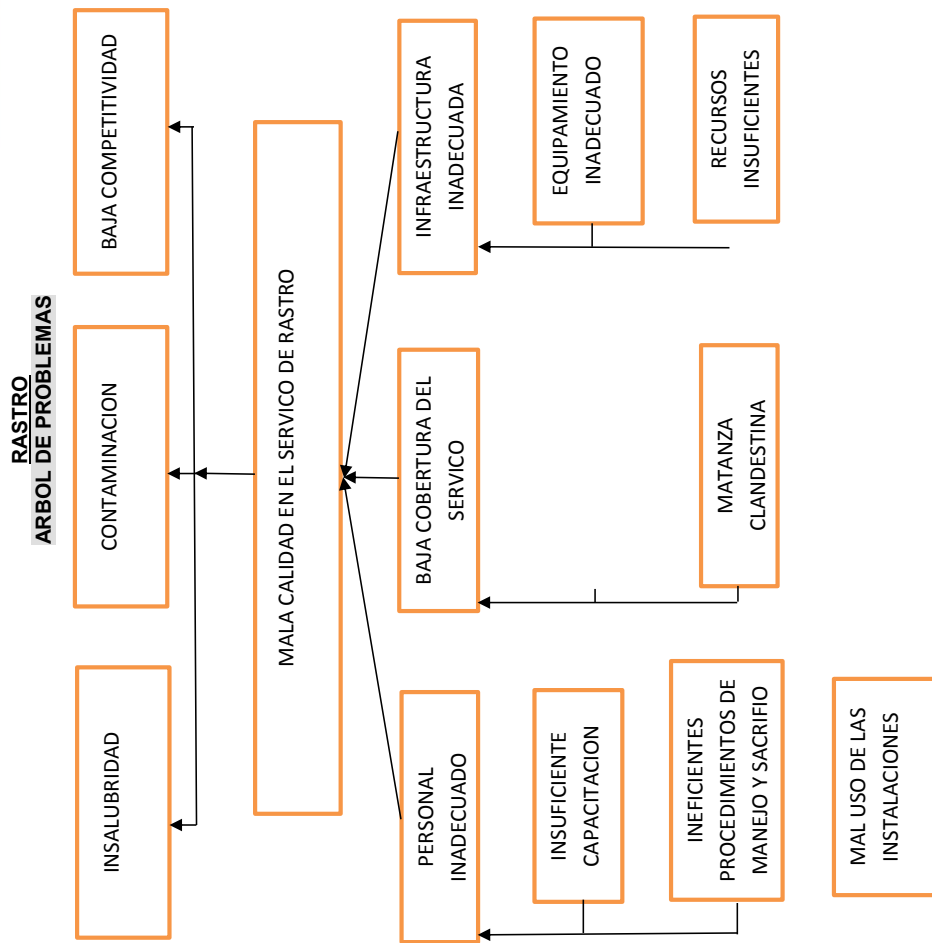 RASTRO
ARBOL DE PROBLEMAS
INSALUBRIDAD
CONTAMINACION
BAJA COMPETITIVIDAD
MALA CALIDAD EN EL SERVICO DE RASTRO
PERSONAL
INADECUADO
BAJA COBERTURA DEL
SERVICO
INFRAESTRUCTURA
INADECUADA
INSUFICIENTE
CAPACITACION
EQUIPAMIENTO
INADECUADO
INEFICIENTES
PROCEDIMIENTOS DE
MANEJO Y SACRIFIO
MATANZA
CLANDESTINA
RECURSOS
INSUFICIENTES
MAL USO DE LAS
INSTALACIONES